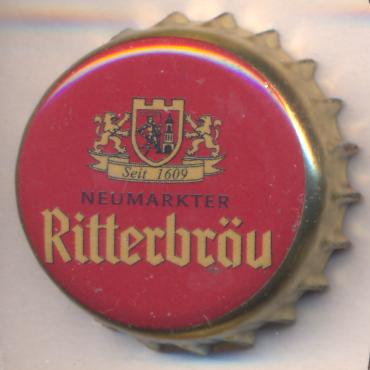 Seit 1609
NEUMARKTER
Ritterbräu